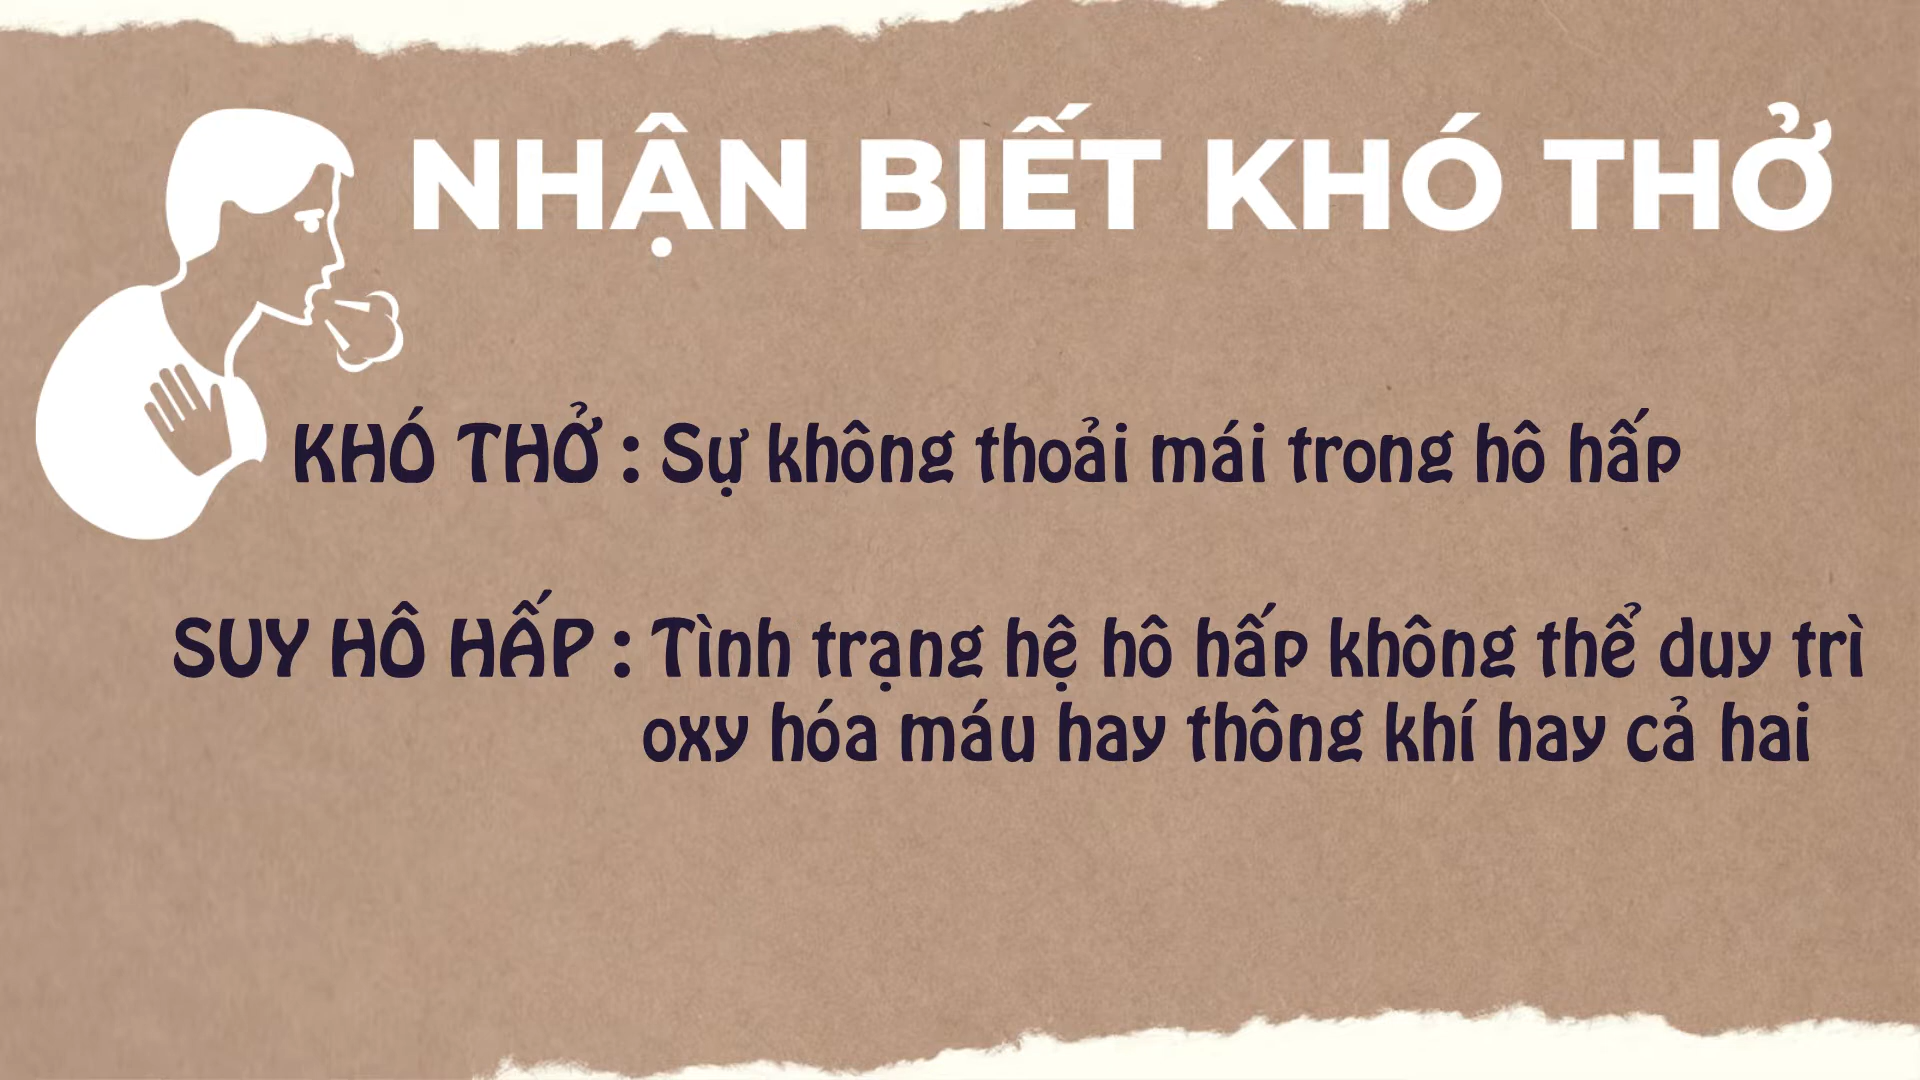 NHẬN BIẾT KHÓ THỞ
KHÓ THỞ : Sự không thoải mái trong hô hấp
SUY HÔ HẤP : Tình trạng hệ hô hấp không thể duy trì
oxy hóa máu hay thông khí hay cả hai